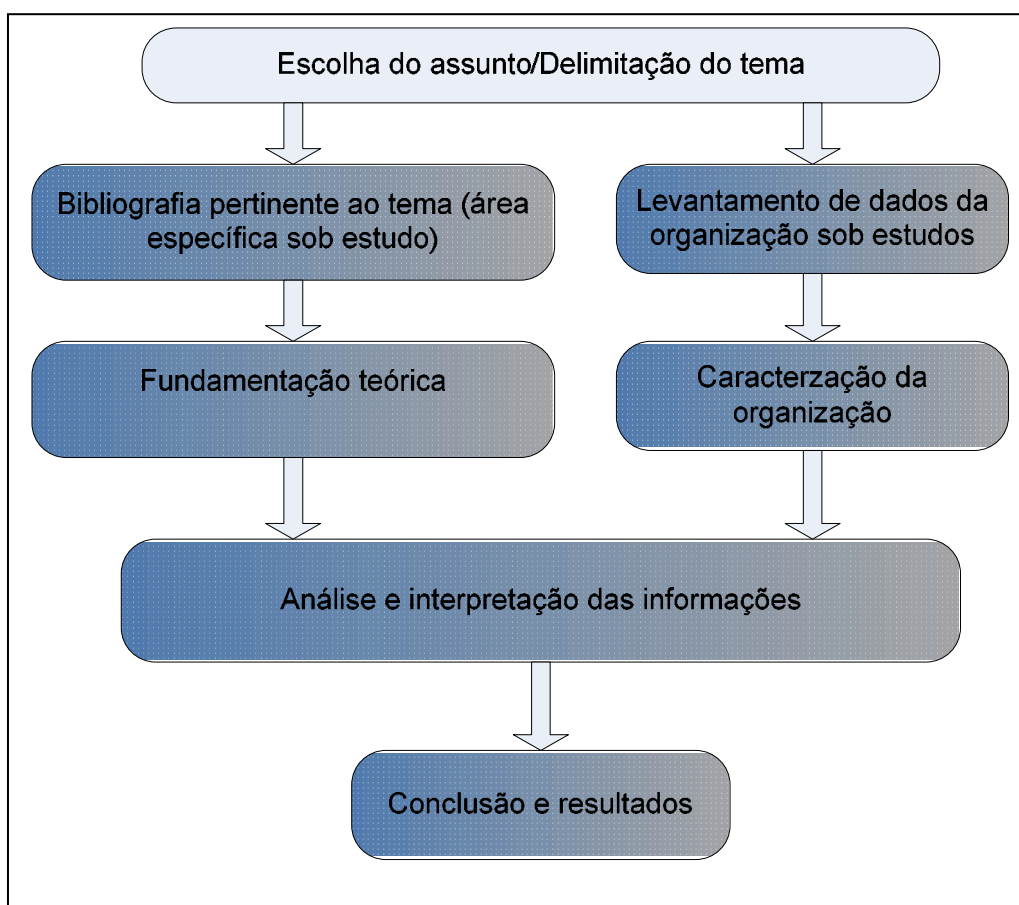 Escolha do assunto/Delimitação do tema
Bibliografia pertinente ao tema (área
específica sob estudo)
Levantamento de dados da
organização sob estudos
Fundamentação teórica
Caracterzação da
organização
Análise e interpretação das informações
Conclusão e resultados